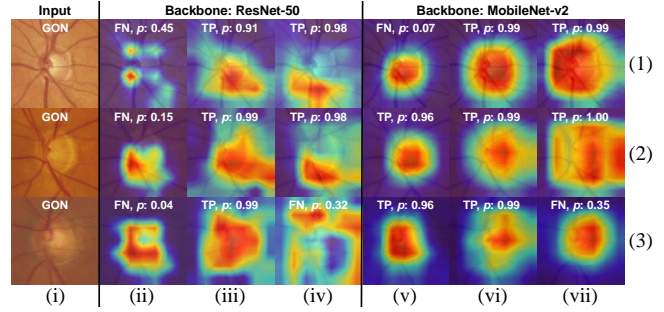 Input Backbone: ResNet-50 Backbone: MobileNet-v2
GON FN, p: 0.45 TP, p: 0.91 TP, p: 0.98 FN, p: 0.07 TP, p: 0.99 TP, p: 0.99
(1)
GON FN, p: 0.15 TP, p: 0.99 TP, p: 0.98 TP, p: 0.96 TP, p: 0.99 TP, p: 1.00
(2)
GON FN, p: 0.04 TP, p: 0.99 FN, p: 0.32 TP, p: 0.96 TP, p: 0.99 FN, p: 0.35
(3)
(i) (ii) (iii) (iv) (v) (vi) (vii)